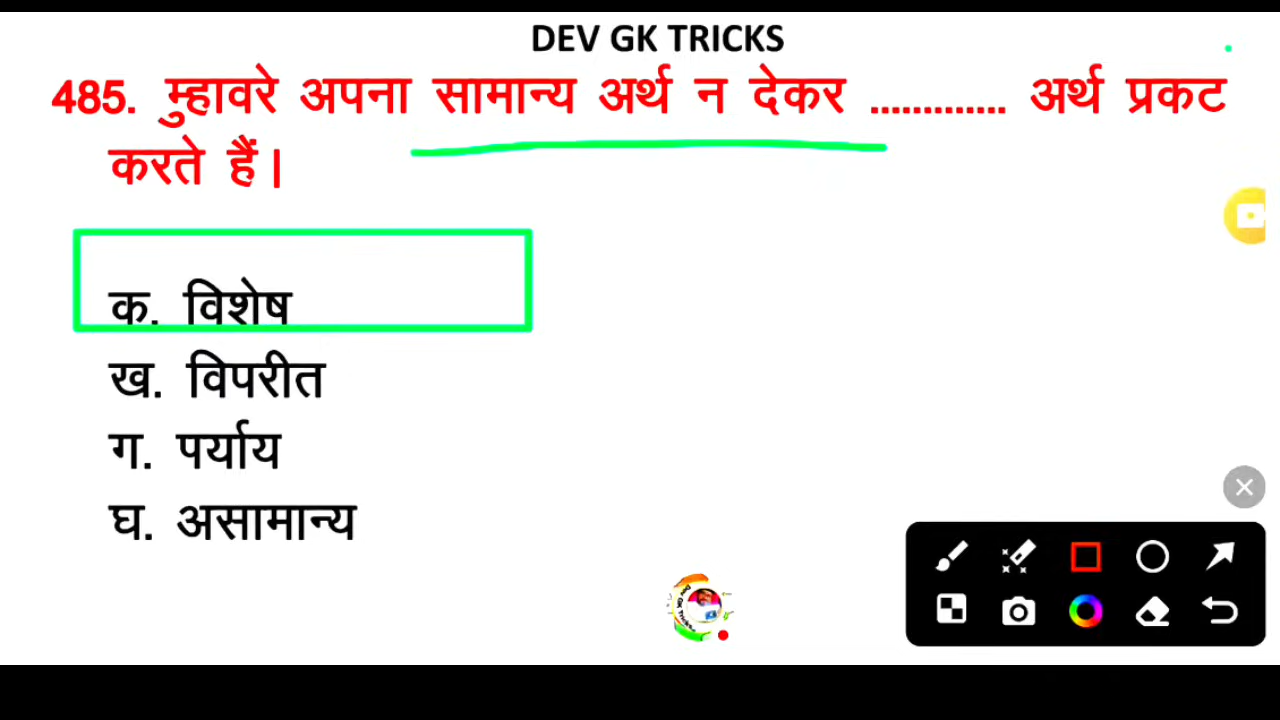 DEV GK TRICKS
485. मुहावरे अपना सामान्य अर्थ न देकर ............. अर्थ प्रकट
करते हैं।
क. विशेष
ख. विपरीत
ग. पर्याय
घ. असामान्य